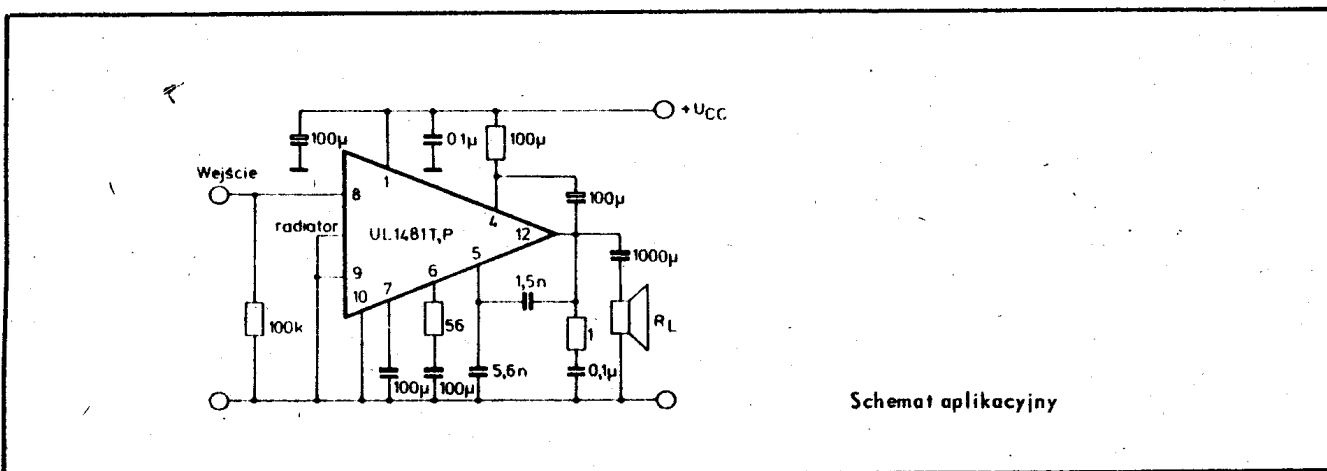 +UCC
100μ
0,1μ
100μ
Wejście
8
1
100μ
4
radiator
UL1481T,P
12
1000μ
5
9
6
1,5n
10
7
RL
100k
56
1
5,6n
0,1μ
100μ
100μ
Schemat aplikacyjny